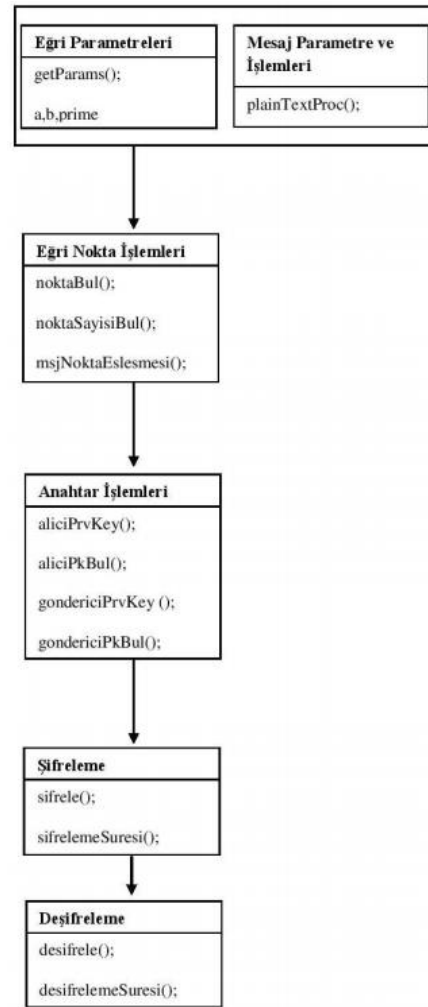 Eğri Parametreleri
getParams();
a,b,prime
Mesaj Parametre ve
İşlemleri
plainTextProc();
Eğri Nokta İşlemleri
noktaBul();
noktaSayisiBul();
msjNoktaEslesmesi();
Anahtar İşlemleri
aliciPrvKey();
aliciPkBul();
gondericiPrvKey ();
gondericiPkBul();
Şifreleme
sifrele();
sifrelemeSuresi();
Deşifreleme
desifrele();
desifrelemeSuresi();